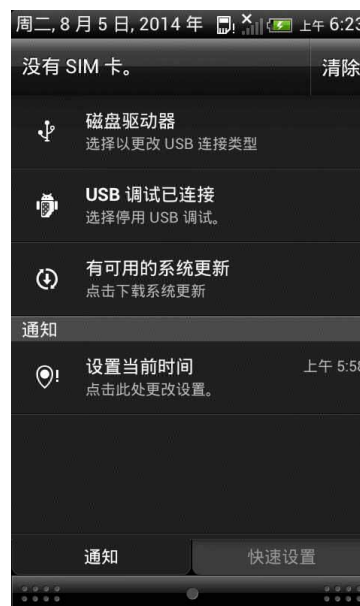 周二, 8 月 5 日, 2014 年 上午 6:23
没有 SIM 卡。 清除
磁盘驱动器
选择以更改 USB 连接类型
USB 调试已连接
选择停用 USB 调试。
有可用的系统更新
点击下载系统更新
通知
设置当前时间 上午 5:58
点击此处更改设置。
通知 快速设置